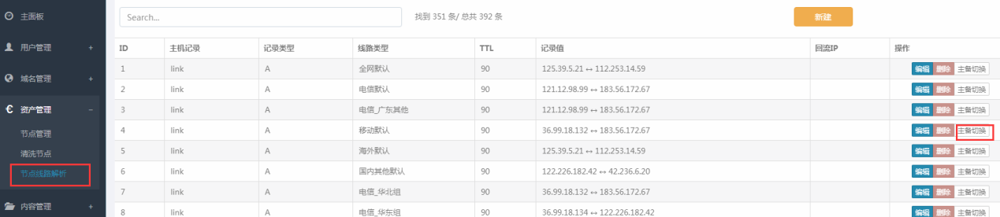 主面板
用户管理 +
域名管理 +
€ 资产管理 −
节点管理
清洗节点
节点线路解析
内容管理 +
Search... 找到 351 条/ 总共 392 条 新建
ID 主机记录 记录类型 线路类型 TTL 记录值 回流IP 操作
1 link A 全网默认 90 125.39.5.21 ↔ 112.253.14.59 编辑 删除 主备切换
2 link A 电信默认 90 121.12.98.99 ↔ 183.56.172.67 编辑 删除 主备切换
3 link A 电信_广东其他 90 121.12.98.99 ↔ 183.56.172.67 编辑 删除 主备切换
4 link A 移动默认 90 36.99.18.132 ↔ 183.56.172.67 编辑 删除 主备切换
5 link A 海外默认 90 125.39.5.21 ↔ 112.253.14.59 编辑 删除 主备切换
6 link A 国内其他默认 90 122.226.182.42 ↔ 42.236.6.20 编辑 删除 主备切换
7 link A 电信_华北组 90 36.99.18.132 ↔ 183.56.172.67 编辑 删除 主备切换
8 link A 电信_华东组 90 36.99.18.134 ↔ 122.226.182.42 编辑 删除 主备切换